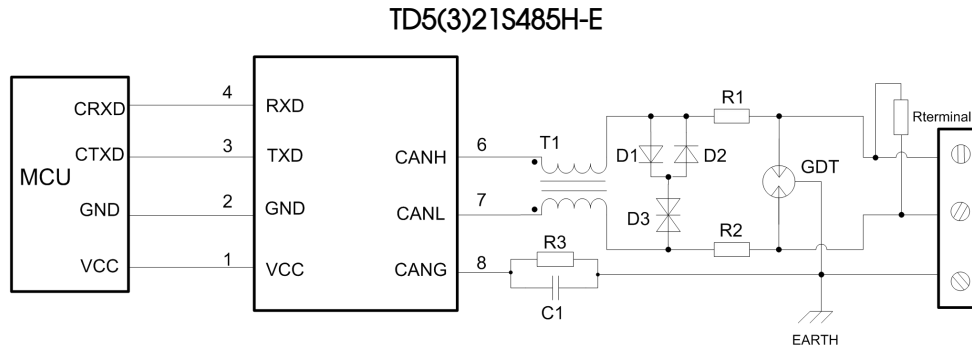 TD5(3)21S485H-E
MCU
CRXD
CTXD
GND
VCC
4
3
2
1
RXD
TXD
GND
VCC
CANH
CANL
CANG
6
7
8
T1
D1
D2
D3
R1
R2
R3
C1
GDT
EARTH
Rterminal